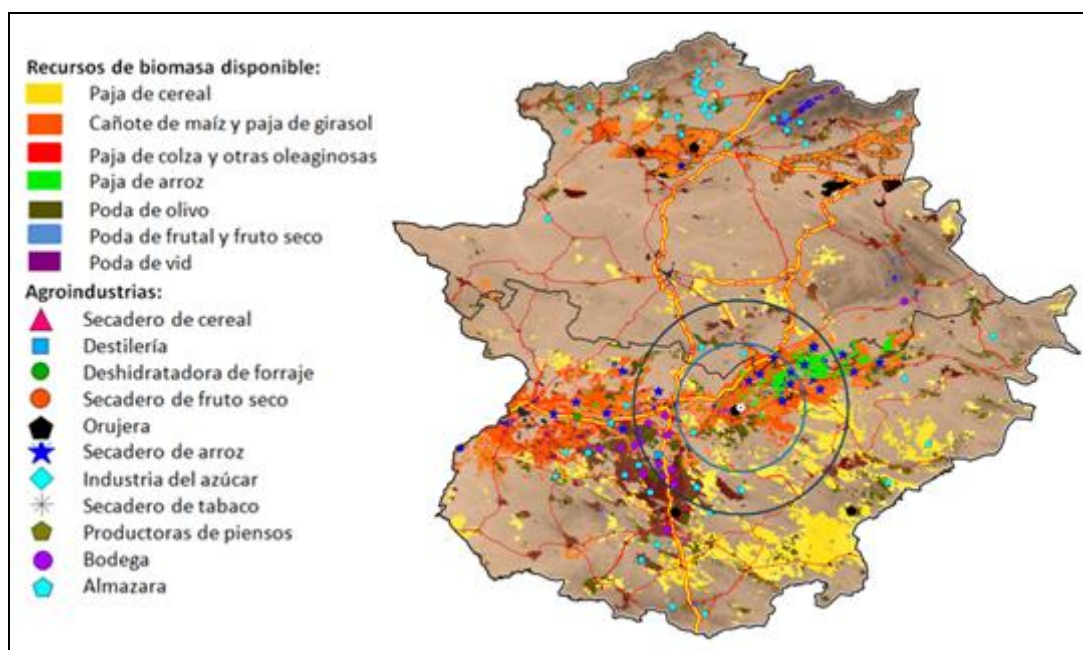 Recursos de biomasa disponible:
Paja de cereal
Cañote de maíz y paja de girasol
Paja de colza y otras oleaginosas
Paja de arroz
Poda de olivo
Poda de frutal y fruto seco
Poda de vid
Agroindustrias:
Secadero de cereal
Destilería
Deshidratadora de forraje
Secadero de fruto seco
Orujera
Secadero de arroz
Industria del azúcar
Secadero de tabaco
Productoras de piensos
Bodega
Almazara